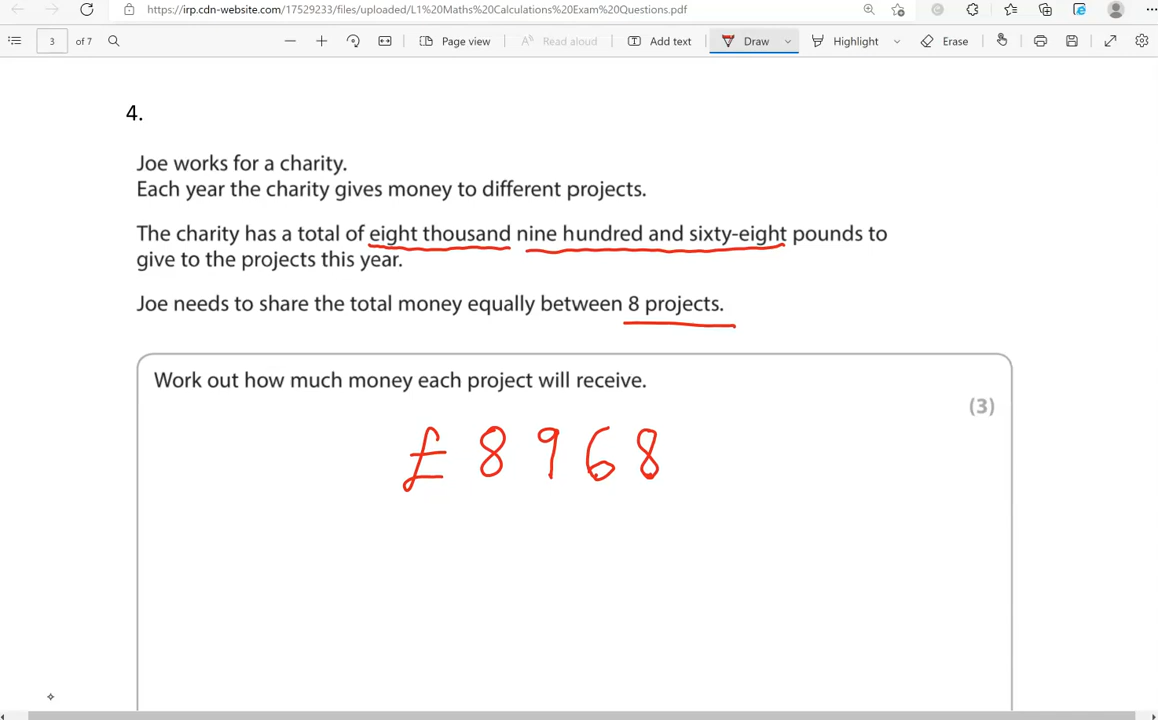 https://irp.cdn-website.com/17529233/files/uploaded/L1%20Maths%20Calculations%20Exam%20Questions.pdf
3 of 7 Page view Read aloud Add text Draw Highlight Erase
4.
Joe works for a charity.
Each year the charity gives money to different projects.
The charity has a total of eight thousand nine hundred and sixty-eight pounds to
give to the projects this year.
Joe needs to share the total money equally between 8 projects.
Work out how much money each project will receive.
(3)
£ 8 9 6 8